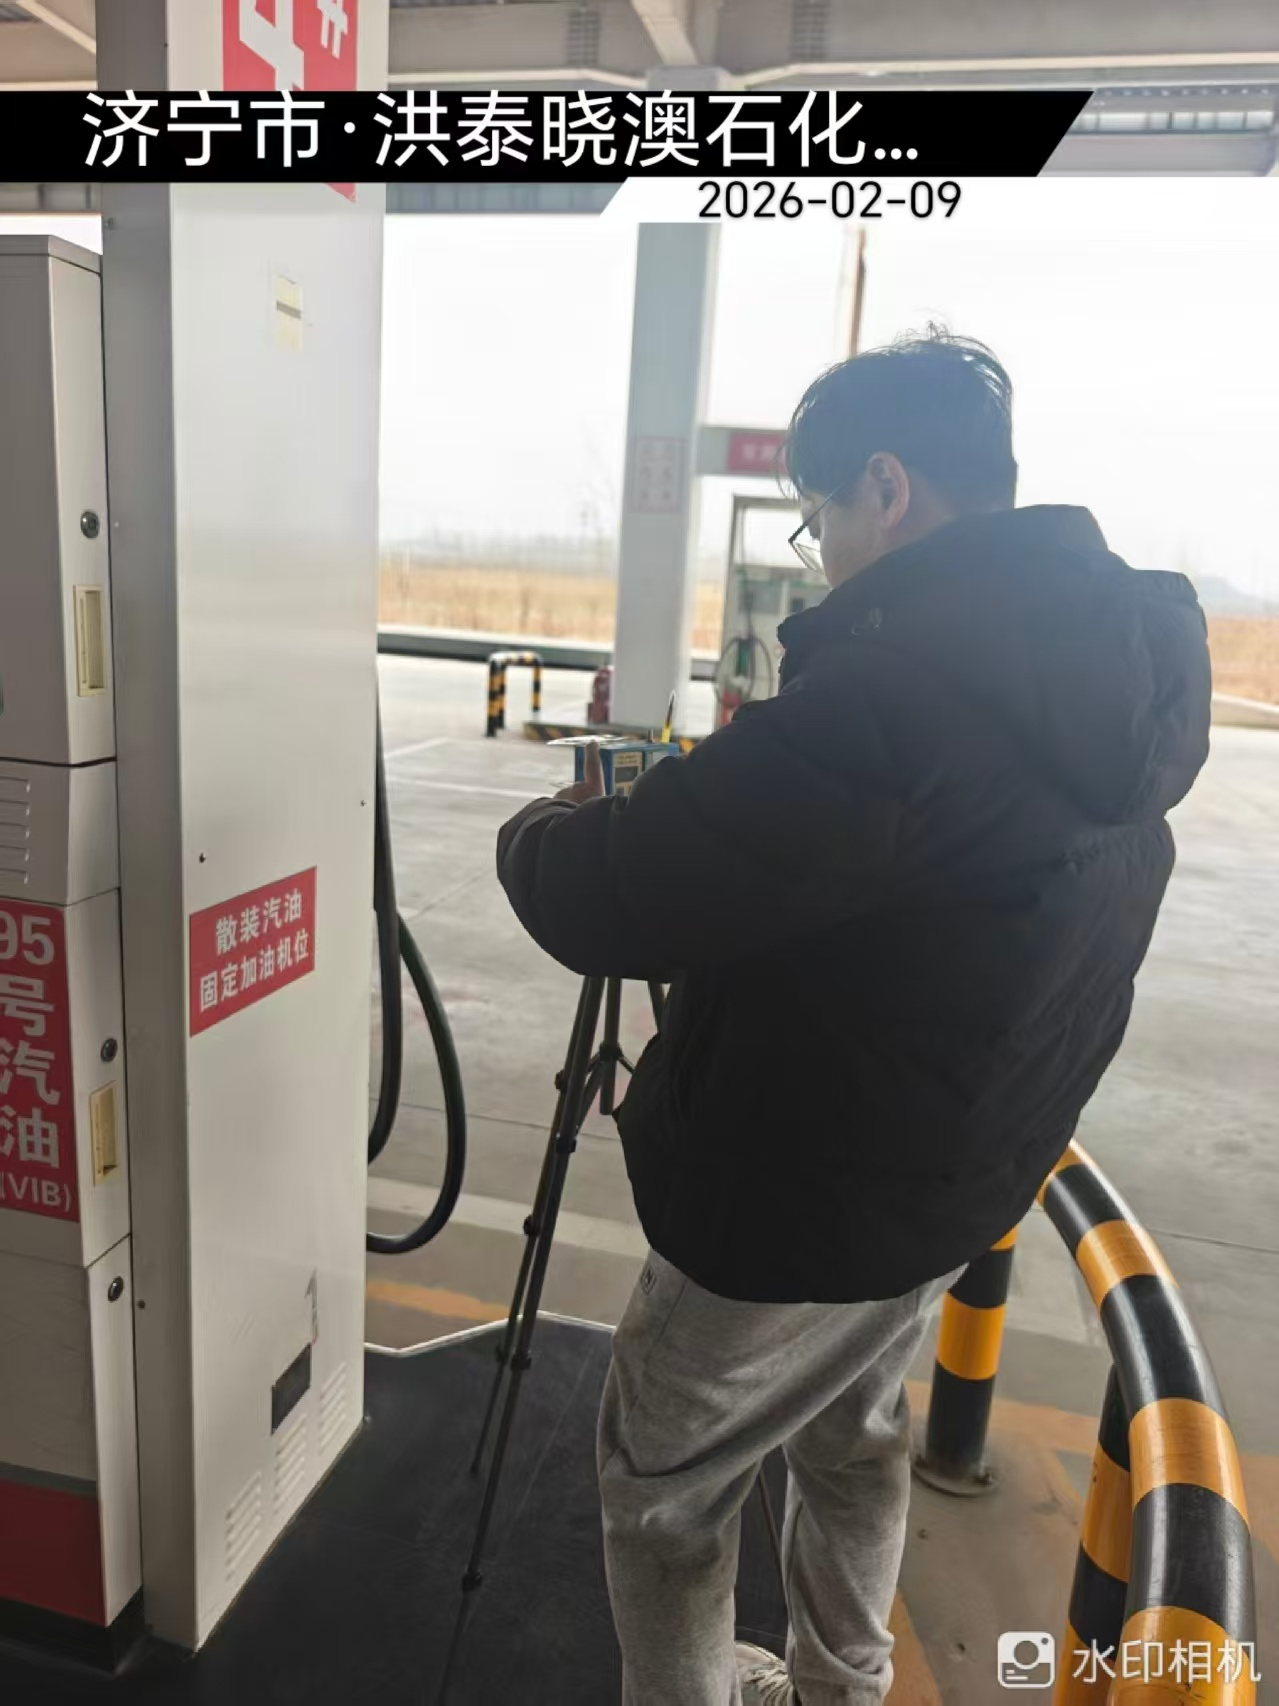 4#
济宁市·洪泰晓澳石化...
2026-02-09
散装汽油
固定加油机位
95
号
汽
油
(VIB)
水印相机